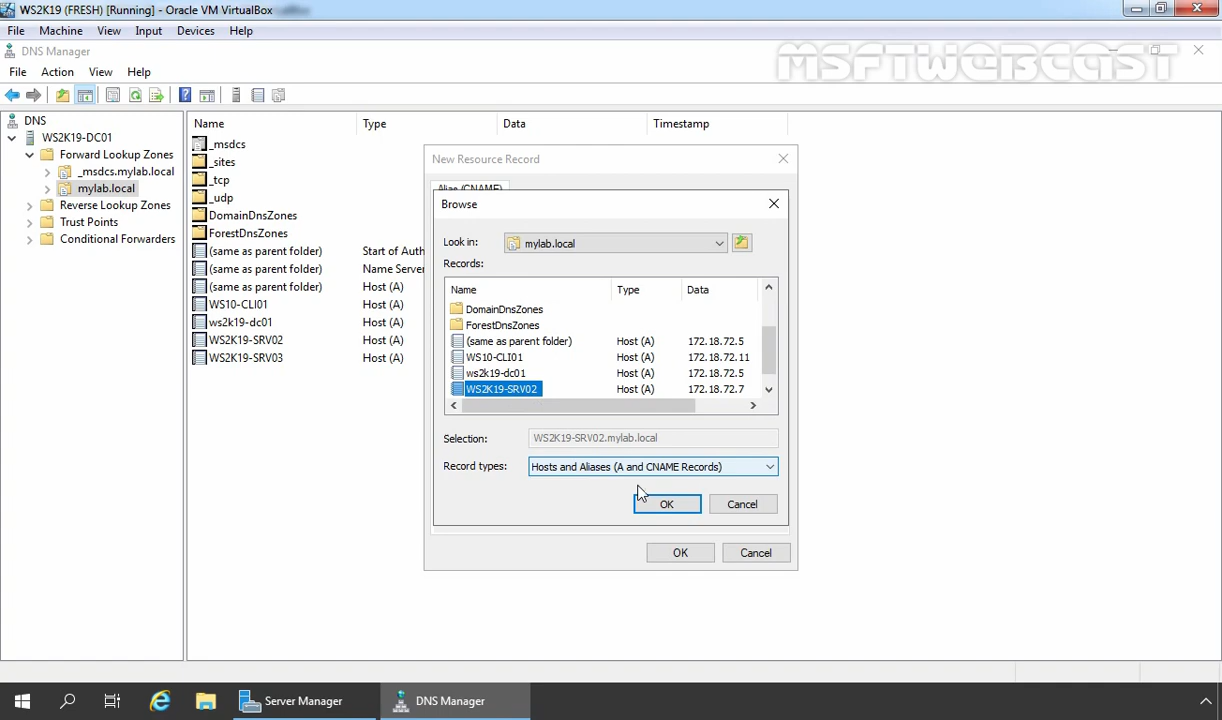 WS2K19 (FRESH) [Running] - Oracle VM VirtualBox
File Machine View Input Devices Help
DNS Manager
MSFTWEBCAST
File Action View Help
DNS
WS2K19-DC01
Forward Lookup Zones
_msdcs.mylab.local
mylab.local
Reverse Lookup Zones
Trust Points
Conditional Forwarders
Name Type Data Timestamp
_msdcs
_sites
_tcp
_udp
DomainDnsZones
ForestDnsZones
(same as parent folder) Start of Auth
(same as parent folder) Name Server
(same as parent folder) Host (A)
WS10-CLI01 Host (A)
ws2k19-dc01 Host (A)
WS2K19-SRV02 Host (A)
WS2K19-SRV03 Host (A)
New Resource Record
Alias (CNAME)
Browse
Look in: mylab.local
Records:
Name Type Data
DomainDnsZones
ForestDnsZones
(same as parent folder) Host (A) 172.18.72.5
WS10-CLI01 Host (A) 172.18.72.11
ws2k19-dc01 Host (A) 172.18.72.5
WS2K19-SRV02 Host (A) 172.18.72.7
Selection: WS2K19-SRV02.mylab.local
Record types: Hosts and Aliases (A and CNAME Records)
OK Cancel
OK Cancel
Server Manager DNS Manager